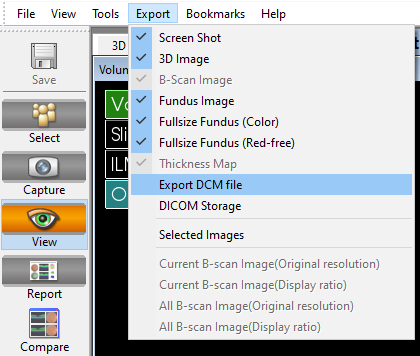 File View Tools Export Bookmarks Help
Save
Select
Capture
View
Report
Compare
3D
Volun
Sli
ILM
O
Screen Shot
3D Image
B-Scan Image
Fundus Image
Fullsize Fundus (Color)
Fullsize Fundus (Red-free)
Thickness Map
Export DCM file
DICOM Storage
Selected Images
Current B-scan Image(Original resolution)
Current B-scan Image(Display ratio)
All B-scan Image(Original resolution)
All B-scan Image(Display ratio)